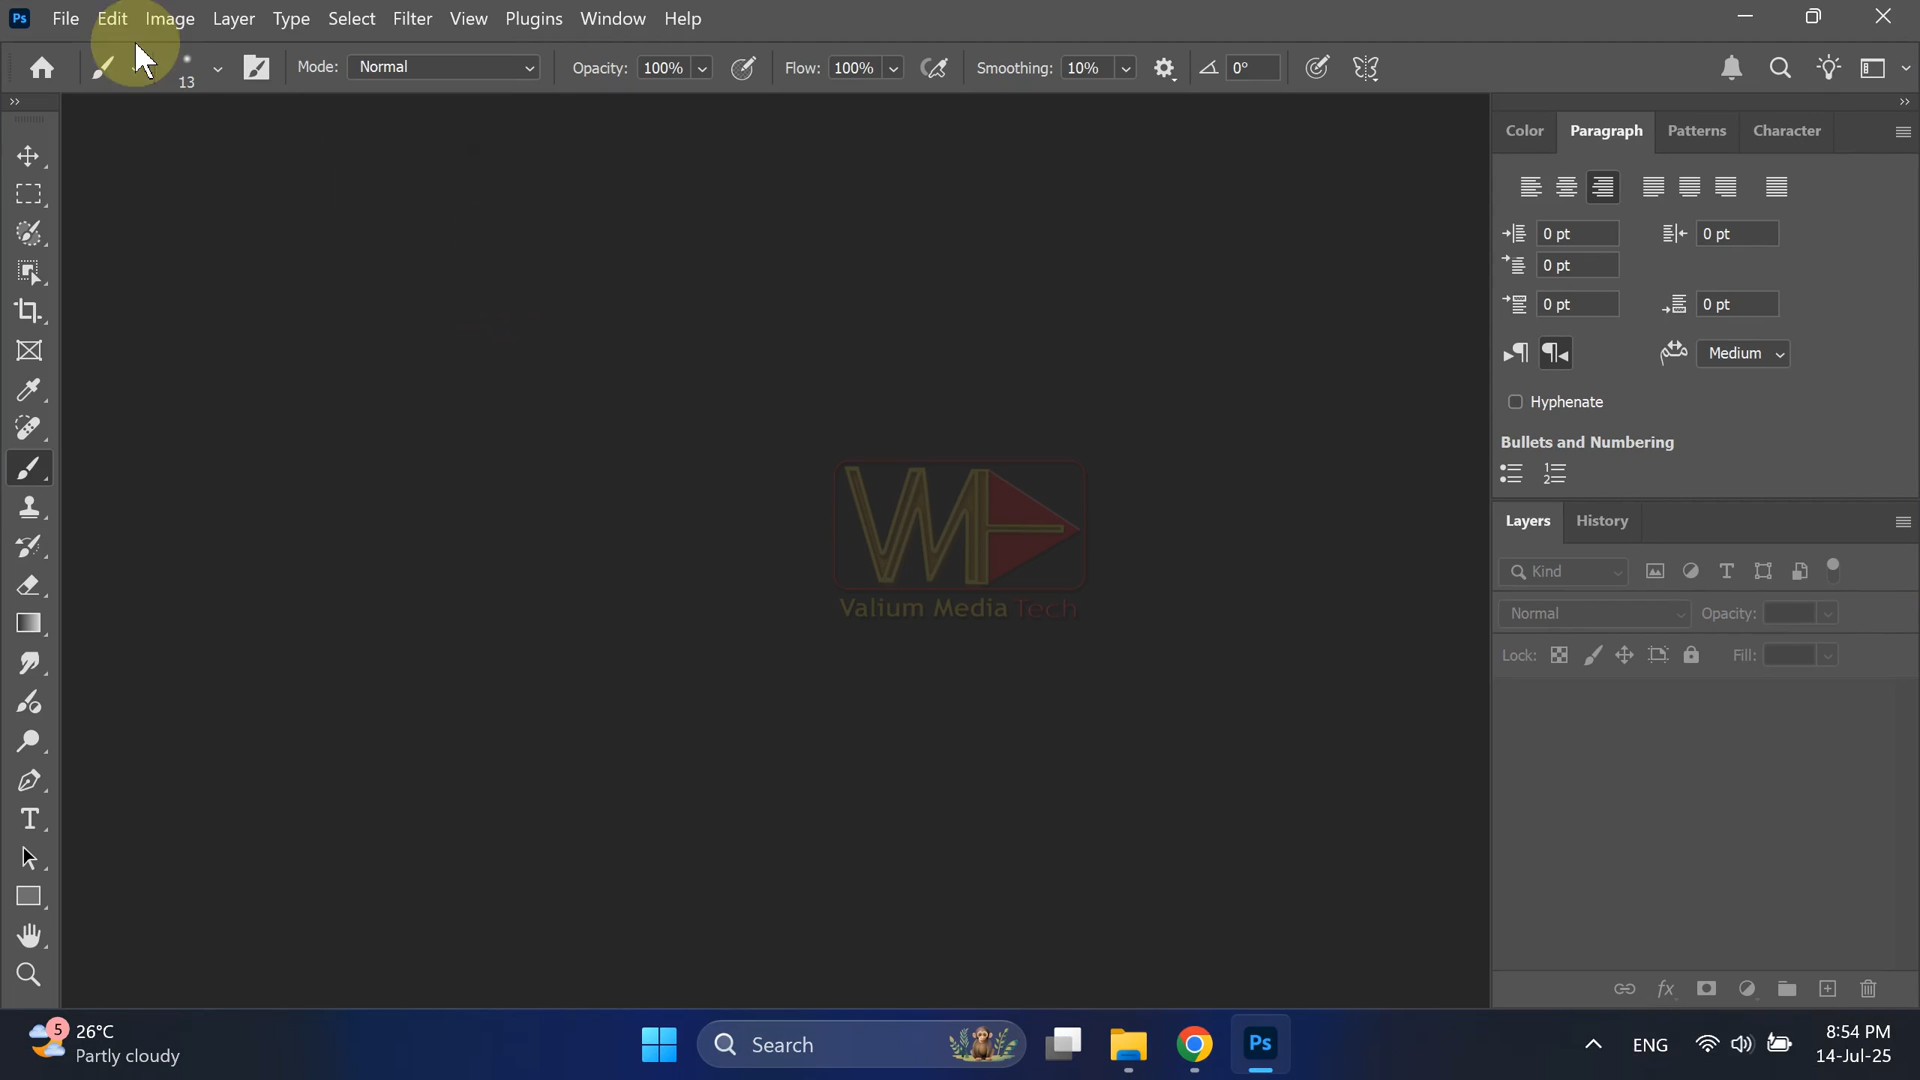 Ps File Edit Image Layer Type Select Filter View Plugins Window Help
13 Mode: Normal Opacity: 100% Flow: 100% Smoothing: 10% 0°
Color Paragraph Patterns Character
0 pt 0 pt
0 pt
0 pt 0 pt
Medium
Hyphenate
Bullets and Numbering
Layers History
Kind
Normal Opacity:
Lock: Fill:
Valium Media Tech
5 26°C
Partly cloudy
Search
Ps
ENG
8:54 PM
14-Jul-25